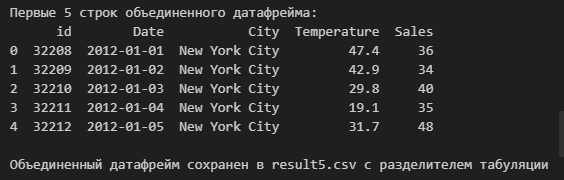 Первые 5 строк объединенного датафрейма:
id Date City Temperature Sales
0 32208 2012-01-01 New York City 47.4 36
1 32209 2012-01-02 New York City 42.9 34
2 32210 2012-01-03 New York City 29.8 40
3 32211 2012-01-04 New York City 19.1 35
4 32212 2012-01-05 New York City 31.7 48
Объединенный датафрейм сохранен в result5.csv с разделителем табуляции